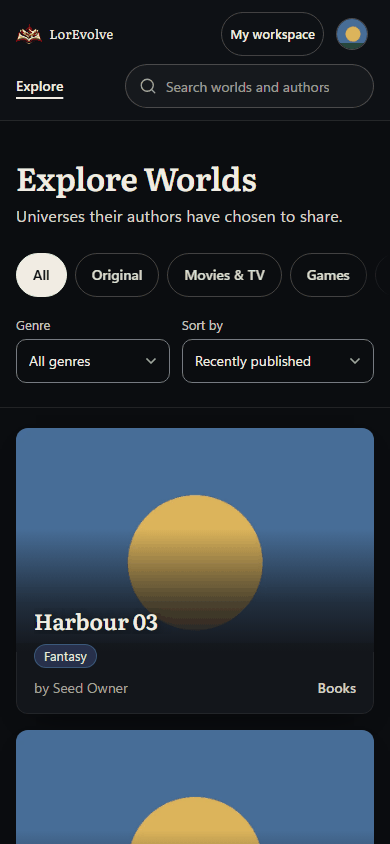 LorEvolve
My workspace
Explore
Search worlds and authors
Explore Worlds
Universes their authors have chosen to share.
All
Original
Movies & TV
Games
Genre
Sort by
All genres
Recently published
Harbour 03
Fantasy
by Seed Owner
Books